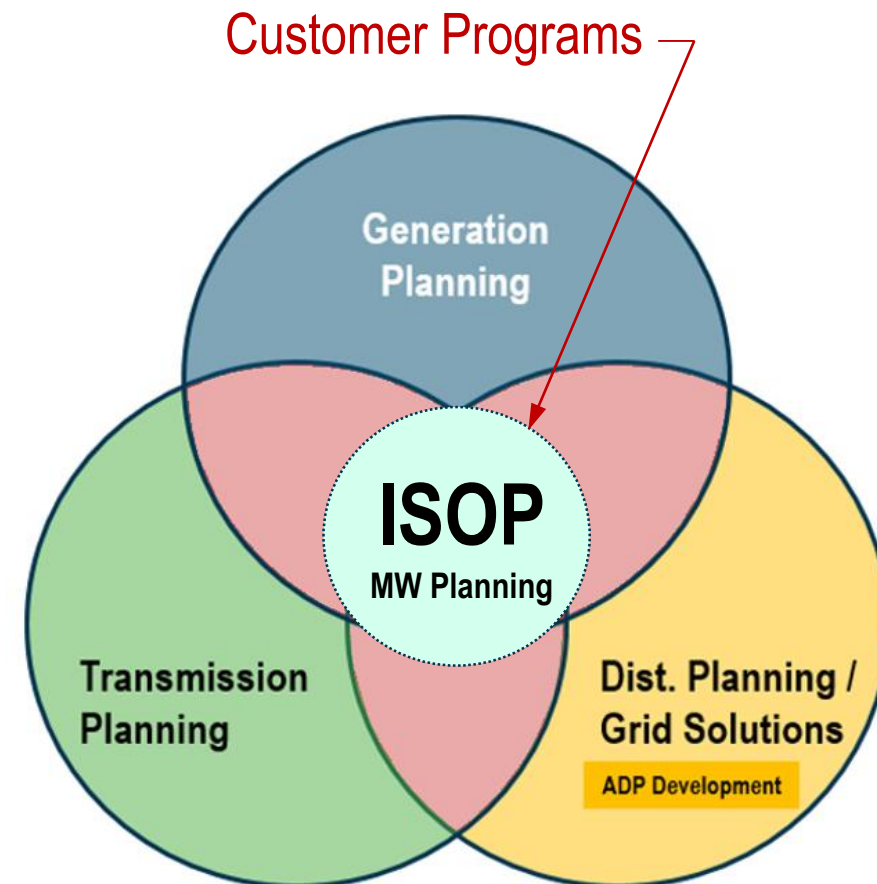 Customer Programs
Generation
Planning
ISOP
MW Planning
Transmission
Planning
Dist. Planning /
Grid Solutions
ADP Development